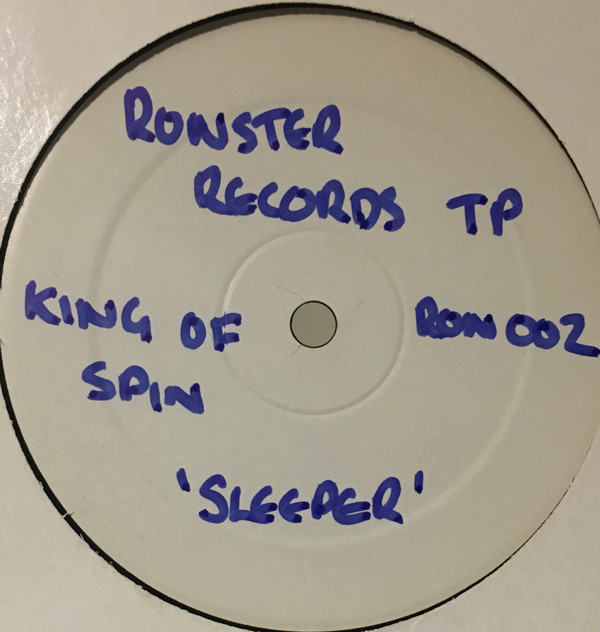 RONSTER
RECORDS TP
KING OF
SPIN
RON 002
'SLEEPER'